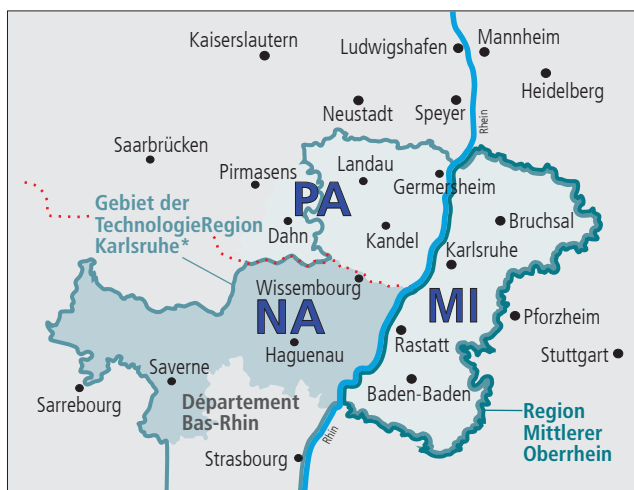 Kaiserslautern
Ludwigshafen
Mannheim
Heidelberg
Neustadt
Speyer
Rhein
Saarbrücken
Pirmasens
Landau
PA
Germersheim
Gebiet der
TechnologieRegion
Karlsruhe*
Dahn
Kandel
Bruchsal
Karlsruhe
Wissembourg
NA
MI
Pforzheim
Haguenau
Rastatt
Stuttgart
Saverne
Baden-Baden
Sarrebourg
Département
Bas-Rhin
Region
Mittlerer
Oberrhein
Rhin
Strasbourg